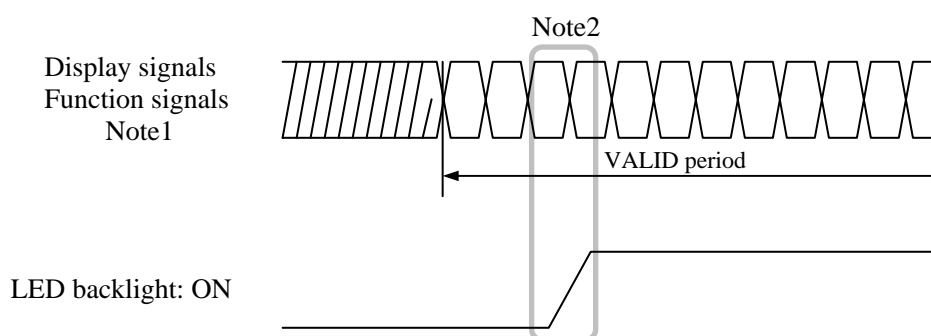 Note2
Display signals
Function signals
Note1
VALID period
LED backlight: ON